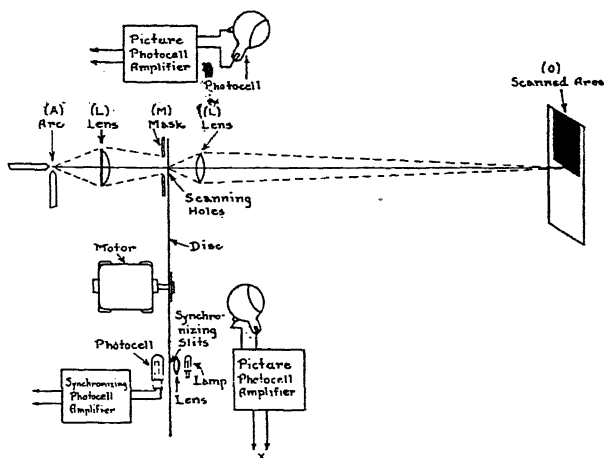 Picture
Photocell
Amplifier
Photocell
(O)
Scanned Area
(A)
Arc
(L)
Lens
(M)
Mask
(L)
Lens
Scanning
Holes
Disc
Motor
Synchro-
nizing
Slits
Photocell
Lamp
Lens
Synchronizing
Photocell
Amplifier
Picture
Photocell
Amplifier
X